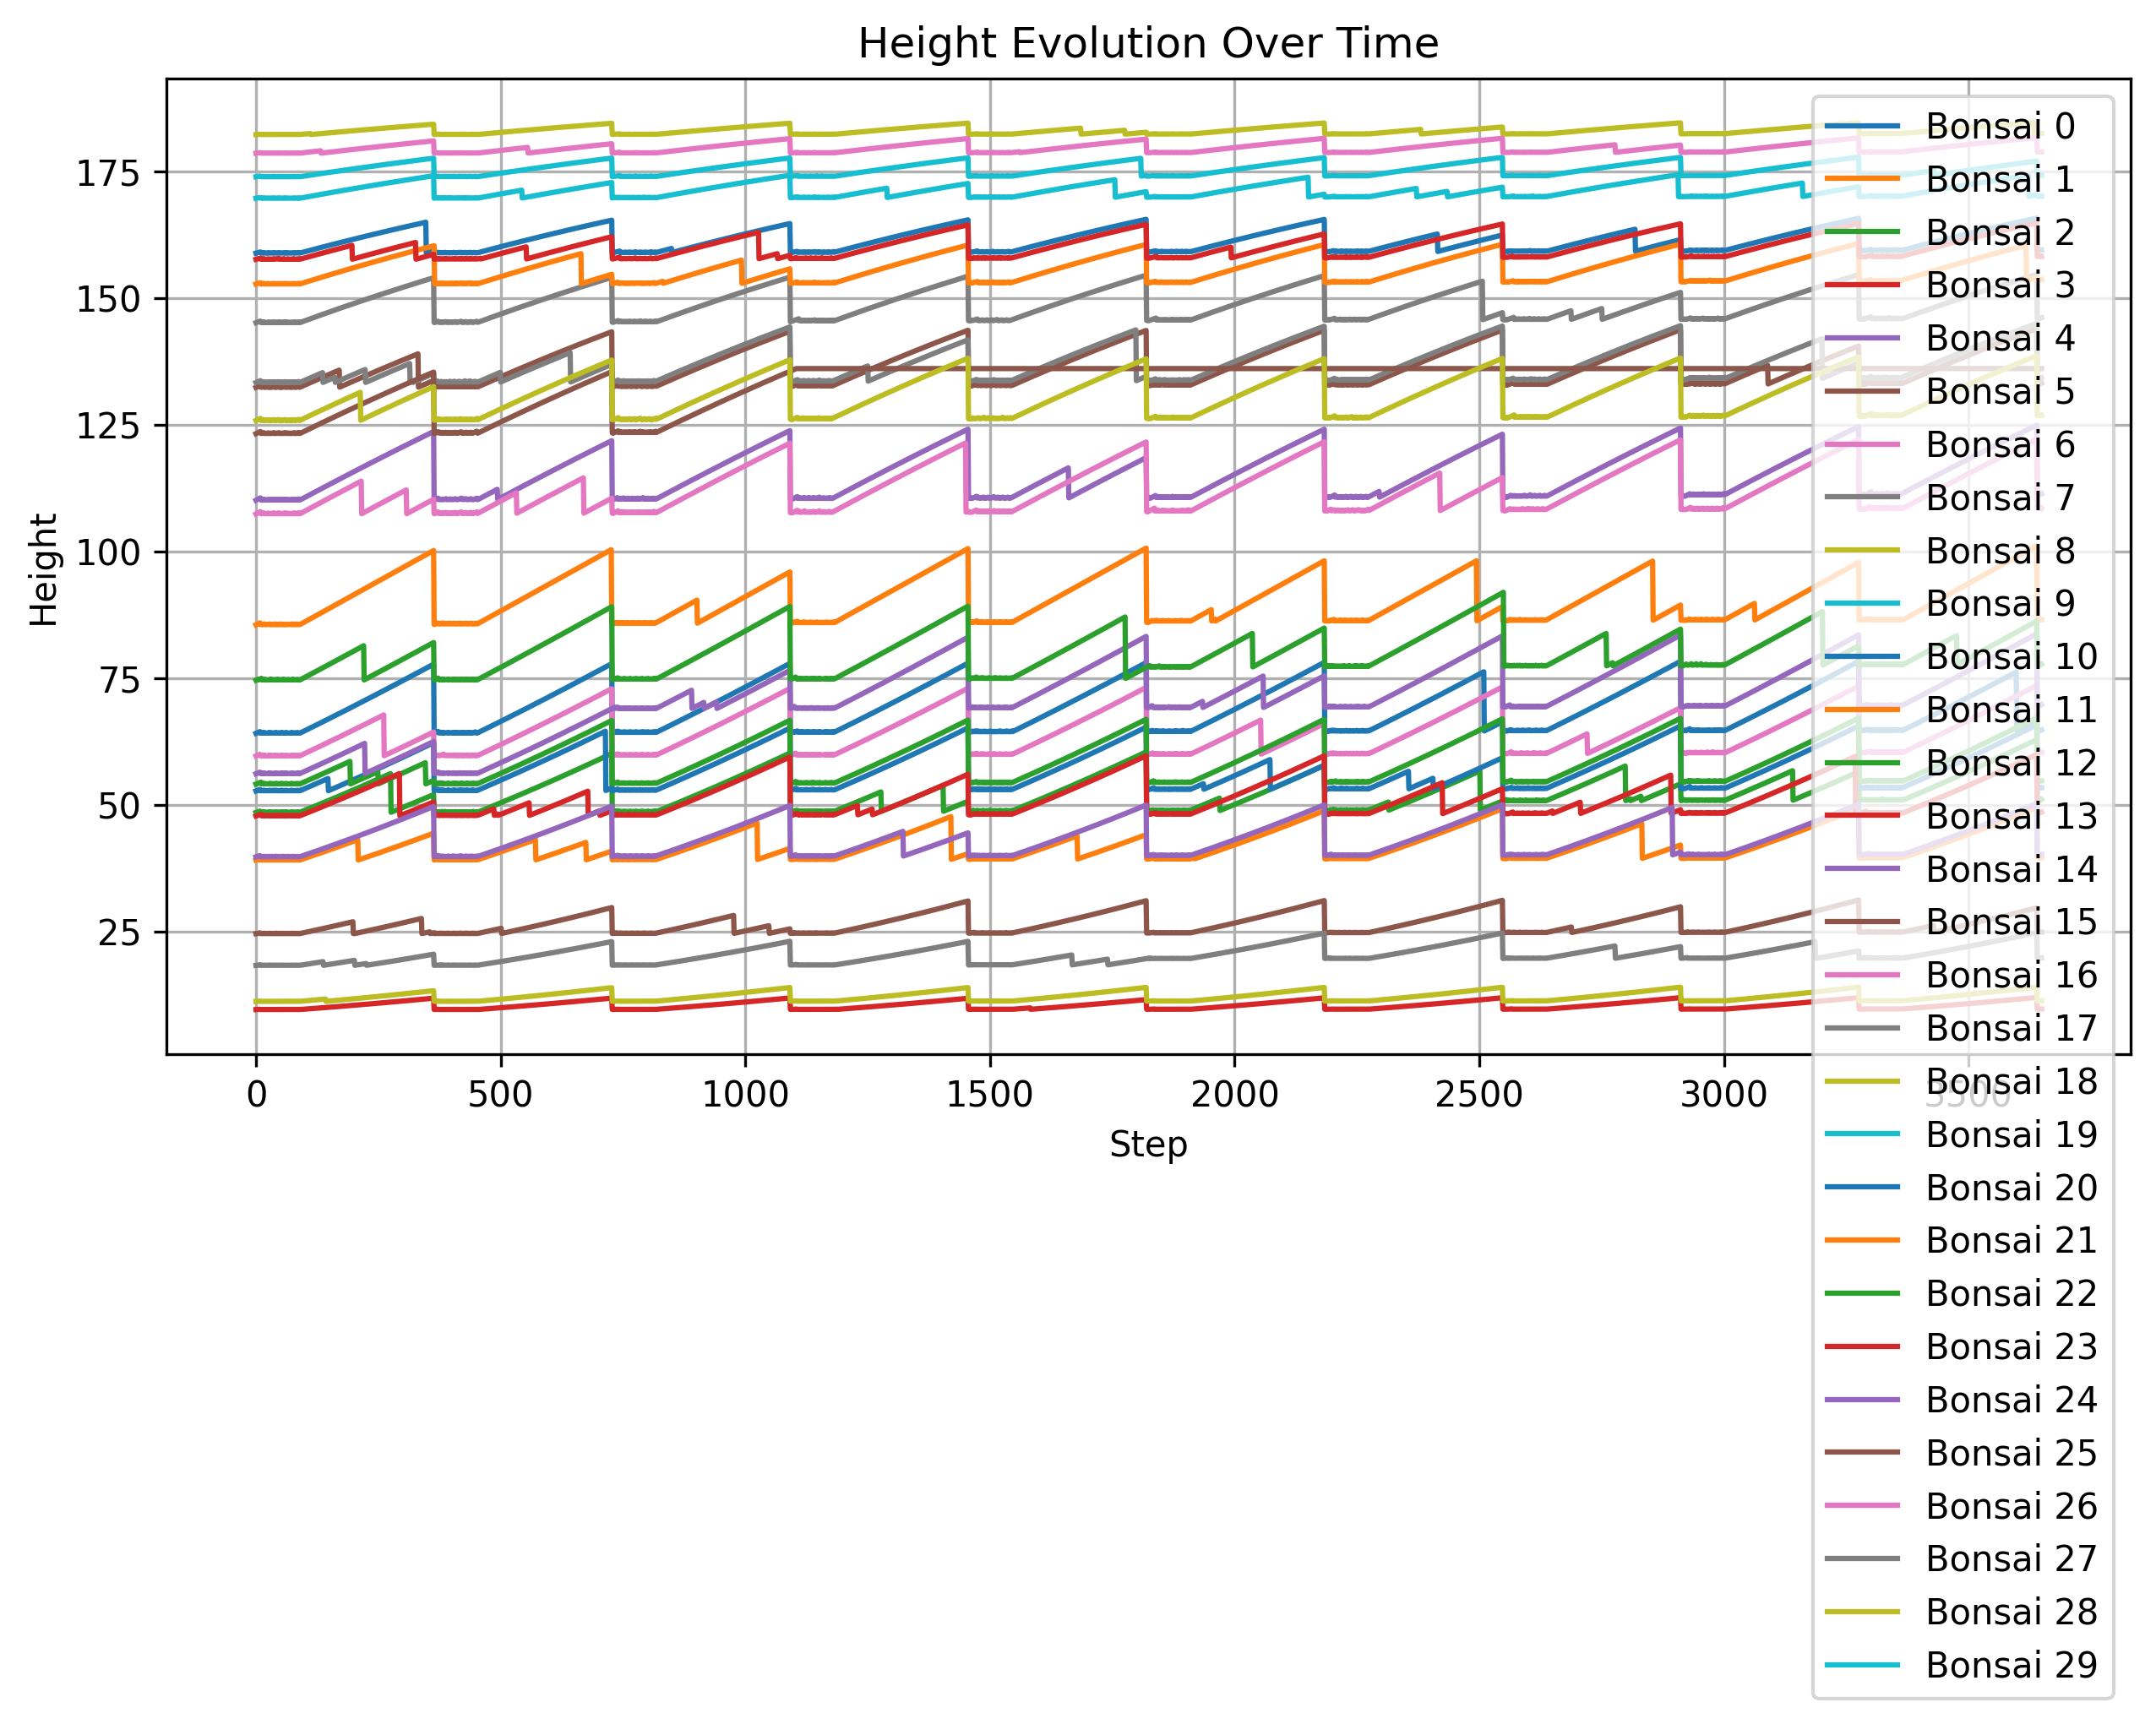 Height Evolution Over Time
Height
175
150
125
100
75
50
25
0
500
1000
1500
2000
2500
3000
3500
Step
Bonsai 0
Bonsai 1
Bonsai 2
Bonsai 3
Bonsai 4
Bonsai 5
Bonsai 6
Bonsai 7
Bonsai 8
Bonsai 9
Bonsai 10
Bonsai 11
Bonsai 12
Bonsai 13
Bonsai 14
Bonsai 15
Bonsai 16
Bonsai 17
Bonsai 18
Bonsai 19
Bonsai 20
Bonsai 21
Bonsai 22
Bonsai 23
Bonsai 24
Bonsai 25
Bonsai 26
Bonsai 27
Bonsai 28
Bonsai 29